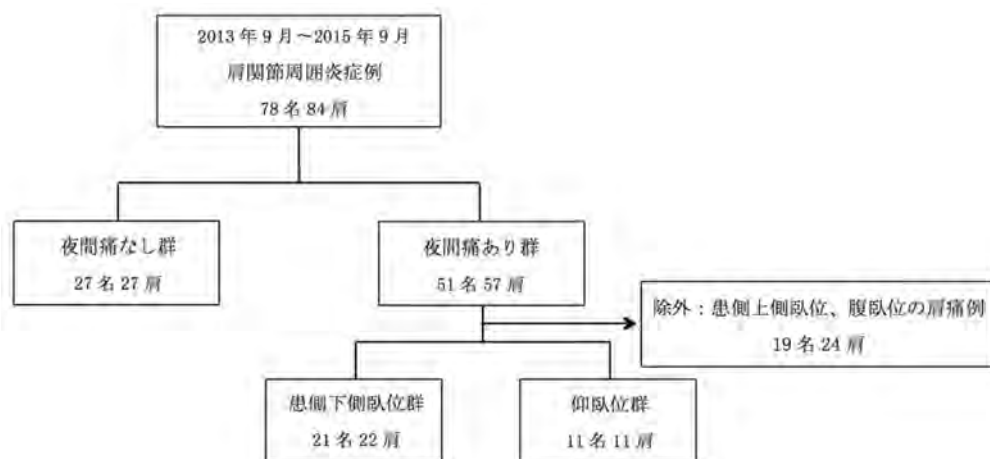 2013年9月～2015年9月
肩関節周囲炎症例
78名84肩
夜間痛なし群
27名27肩
夜間痛あり群
51名57肩
除外：患側上側臥位、腹臥位の肩痛例
19名24肩
患側下側臥位群
21名22肩
仰臥位群
11名11肩